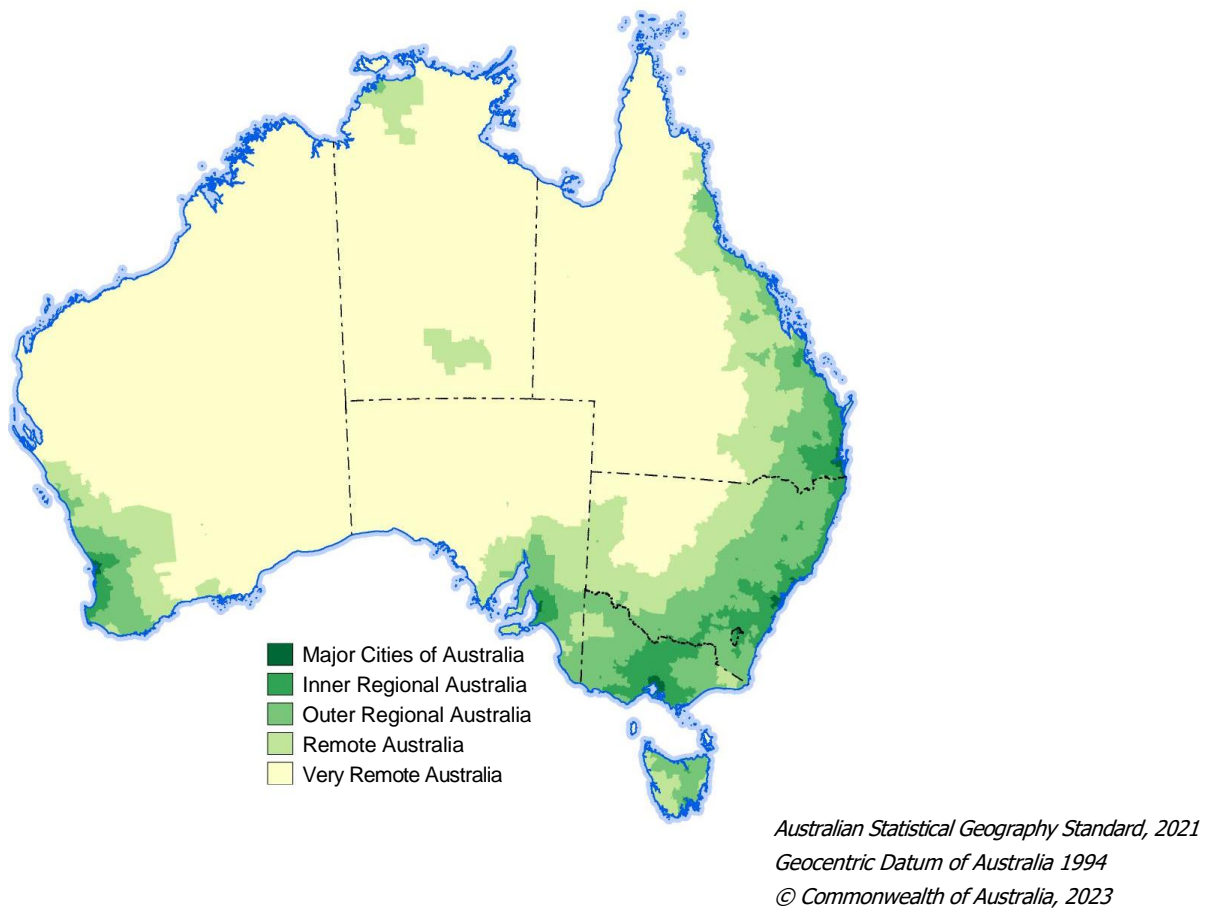 Major Cities of Australia
Inner Regional Australia
Outer Regional Australia
Remote Australia
Very Remote Australia
Australian Statistical Geography Standard, 2021
Geocentric Datum of Australia 1994
© Commonwealth of Australia, 2023